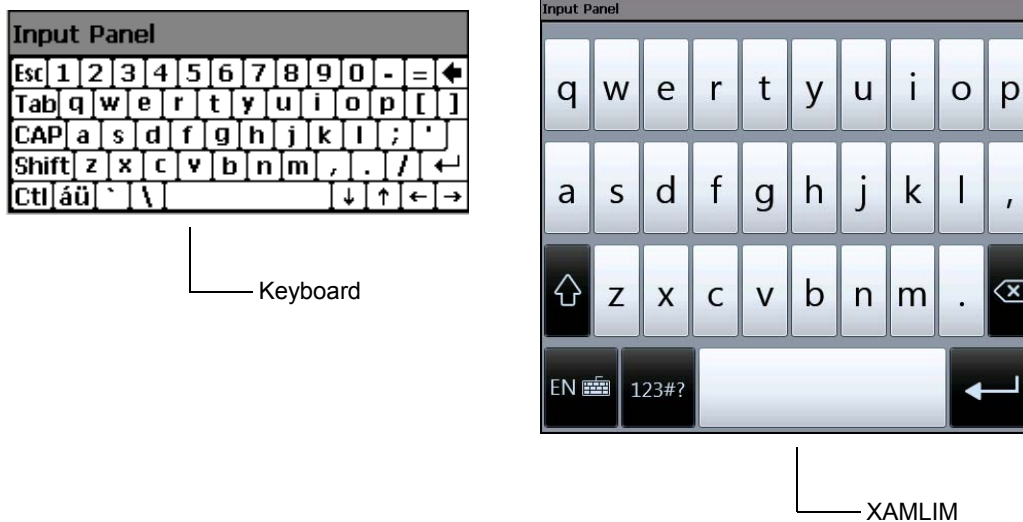 Input Panel
Esc 1 2 3 4 5 6 7 8 9 0 - = 🡄
Tab q w e r t y u i o p [ ]
CAP a s d f g h j k l ; '
Shift z x c v b n m , . / ↵
Ctl áü ` \ ↓ ↑ ← →
Keyboard
Input Panel
q w e r t y u i o p
a s d f g h j k l ,
z x c v b n m .
EN 123#?
XAMLIM